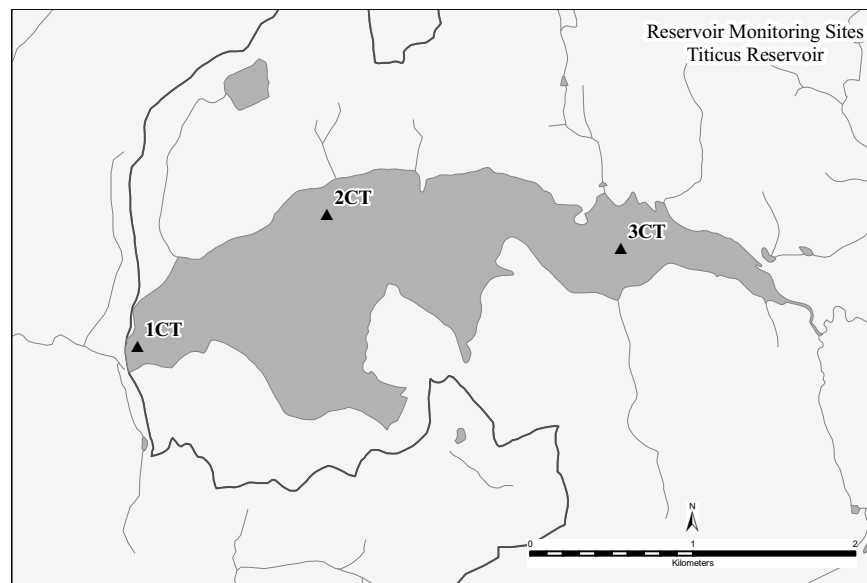 Reservoir Monitoring Sites
Titicus Reservoir
2CT
3CT
1CT
N
0 1 2
Kilometers